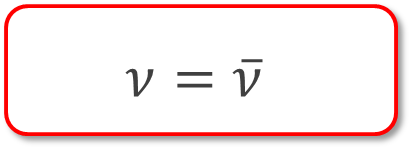 ν = ν̄